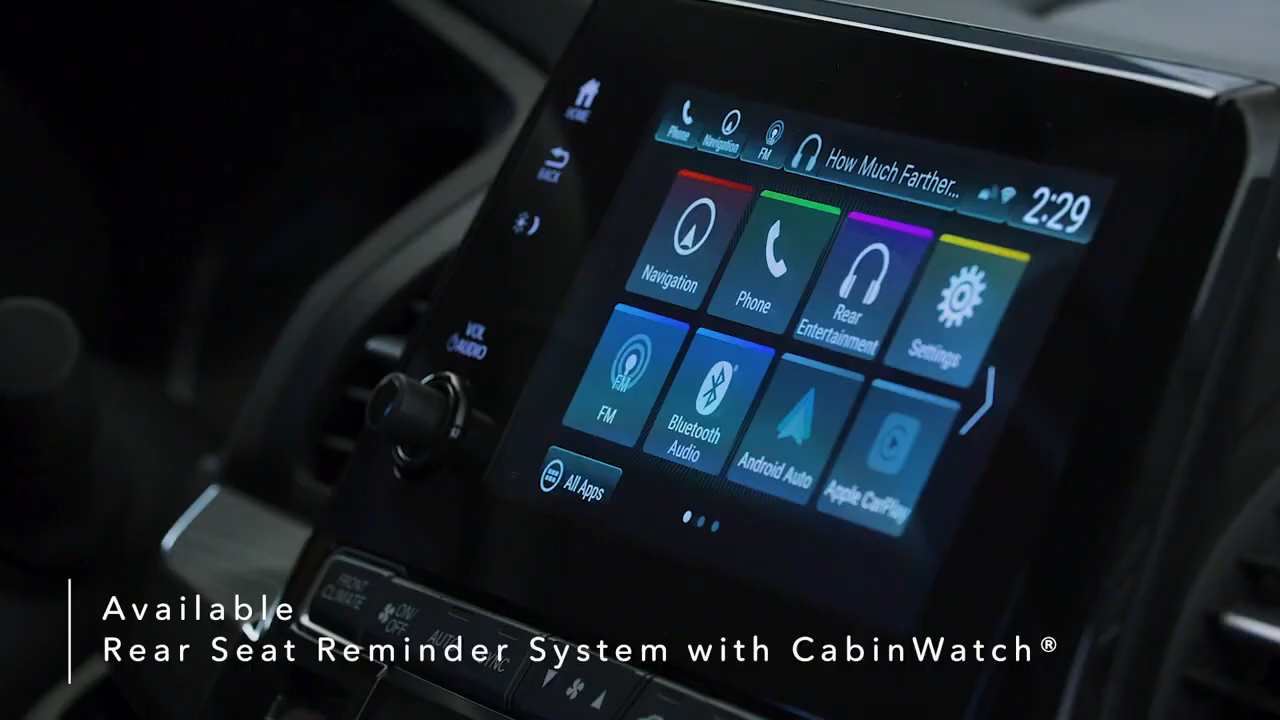 HOME
BACK
VOL
AUDIO
Phone
Navigation
FM
How Much Farther...
2:29
Navigation
Phone
Rear
Entertainment
Settings
FM
FM
Bluetooth
Audio
Android Auto
Apple CarPlay
All Apps
FRONT
CLIMATE
ON/
OFF
AUTO
SYNC
Available
Rear Seat Reminder System with CabinWatch®